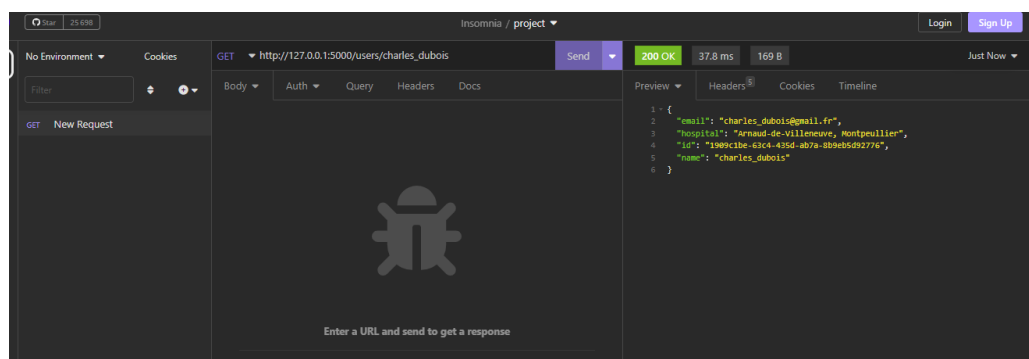 Star 25 698
Insomnia / project
Login Sign Up
No Environment Cookies
GET http://127.0.0.1:5000/users/charles_dubois Send
200 OK 37.8 ms 169 B Just Now
Filter
Body Auth Query Headers Docs
Preview Headers 5 Cookies Timeline
GET New Request
1 {
2 "email": "charles_dubois@gmail.fr",
3 "hospital": "Arnaud-de-Villeneuve, Montpeullier",
4 "id": "1909c1be-63c4-435d-ab7a-8b9eb5d92776",
5 "name": "charles_dubois"
6 }
Enter a URL and send to get a response